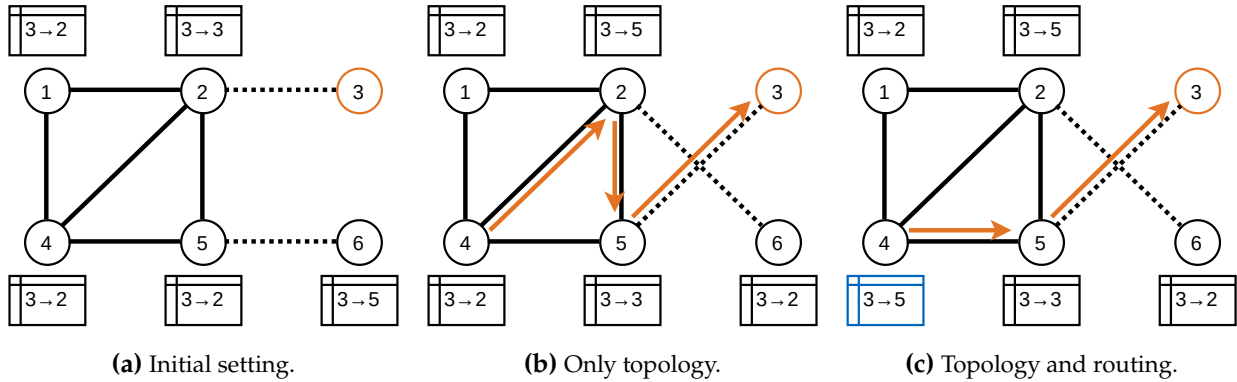 3→2 3→3 3→2 3→5 3→2 3→5
1 2 3 1 2 3 1 2 3
4 5 6 4 5 6 4 5 6
3→2 3→2 3→5 3→2 3→3 3→2 3→5 3→3 3→2
(a) Initial setting. (b) Only topology. (c) Topology and routing.